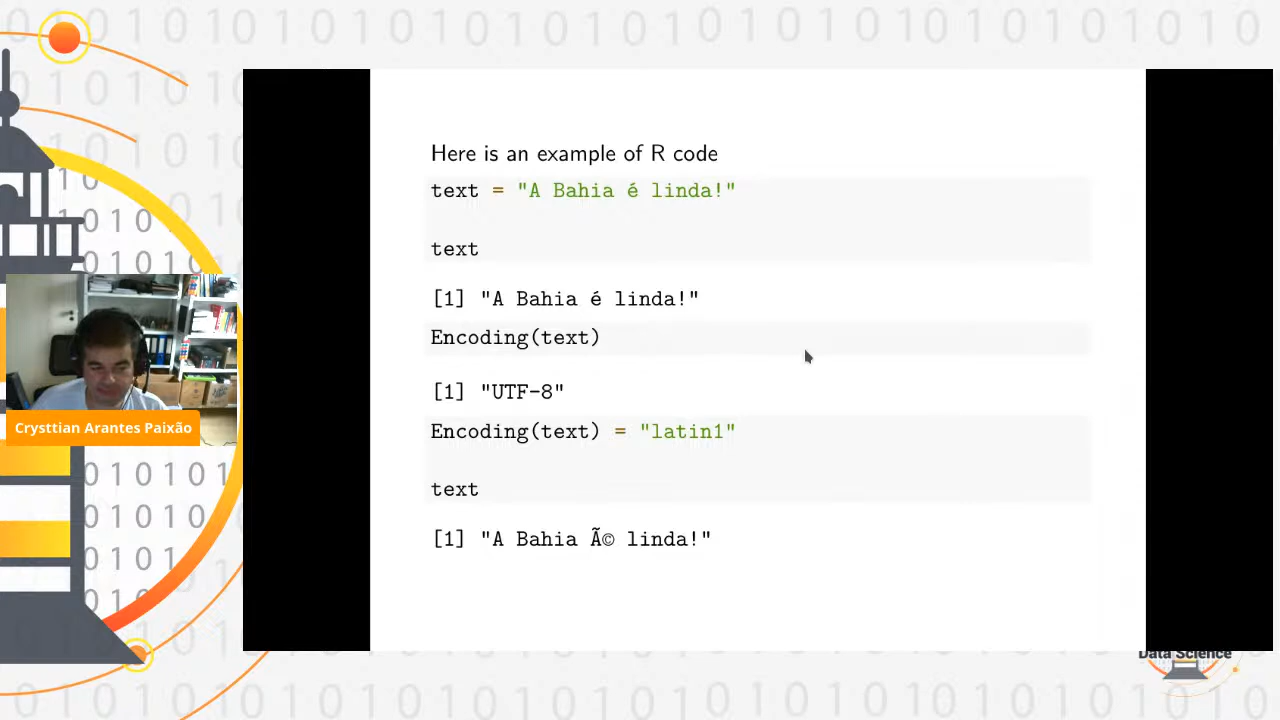 Here is an example of R code
text = "A Bahia é linda!"
text
[1] "A Bahia é linda!"
Encoding(text)
[1] "UTF-8"
Encoding(text) = "latin1"
text
[1] "A Bahia Ã© linda!"
Crysttian Arantes Paixão
Data Science